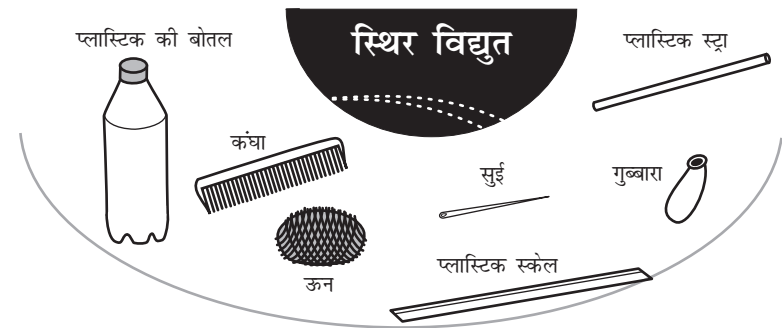 स्थिर विद्युत
प्लास्टिक की बोतल
प्लास्टिक स्ट्रा
कंघा
सुई
गुब्बारा
ऊन
प्लास्टिक स्केल